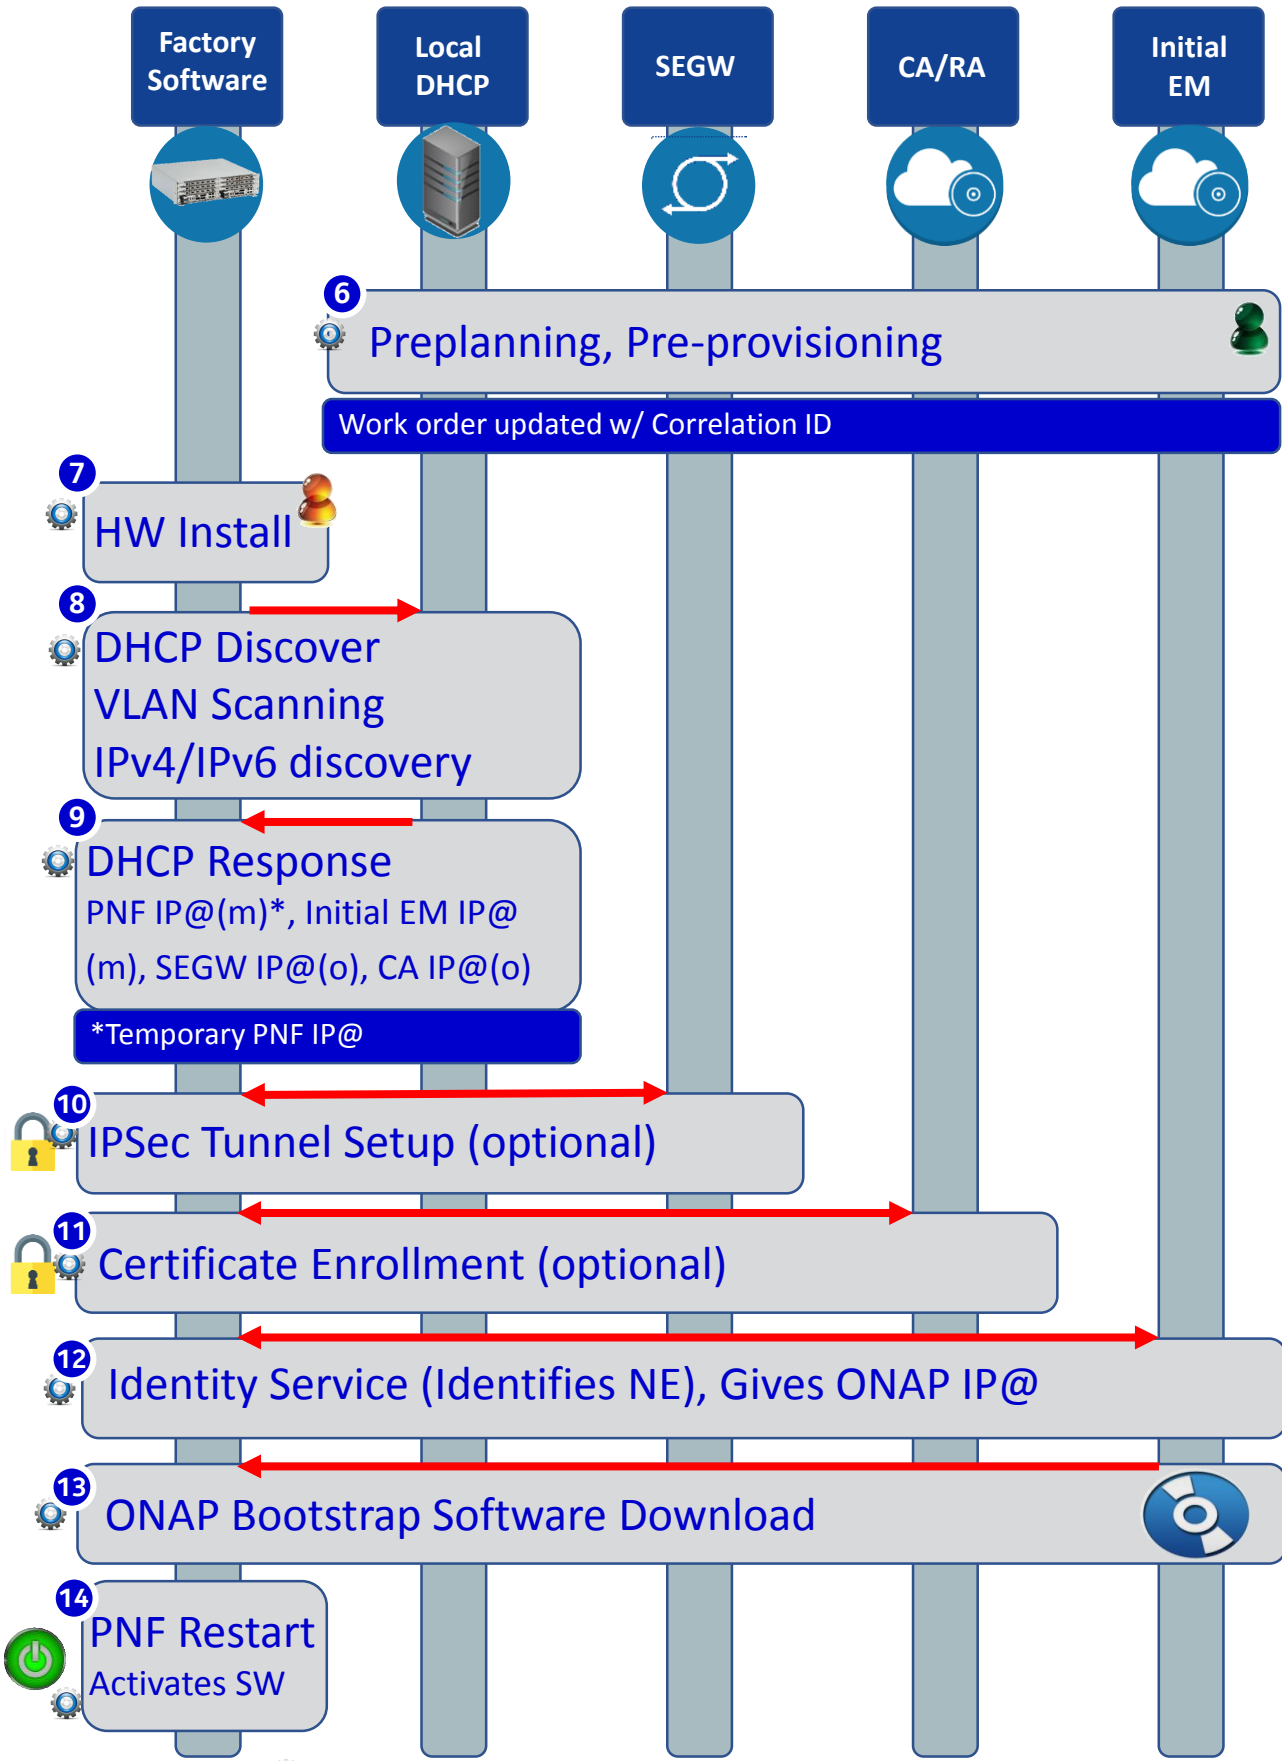 Factory
Software
Local
DHCP
SEGW
CA/RA
Initial
EM
6
Preplanning, Pre-provisioning
Work order updated w/ Correlation ID
7
HW Install
8
DHCP Discover
VLAN Scanning
IPv4/IPv6 discovery
9
DHCP Response
PNF IP@(m)*, Initial EM IP@
(m), SEGW IP@(o), CA IP@(o)
*Temporary PNF IP@
10
IPSec Tunnel Setup (optional)
11
Certificate Enrollment (optional)
12
Identity Service (Identifies NE), Gives ONAP IP@
13
ONAP Bootstrap Software Download
14
PNF Restart
Activates SW